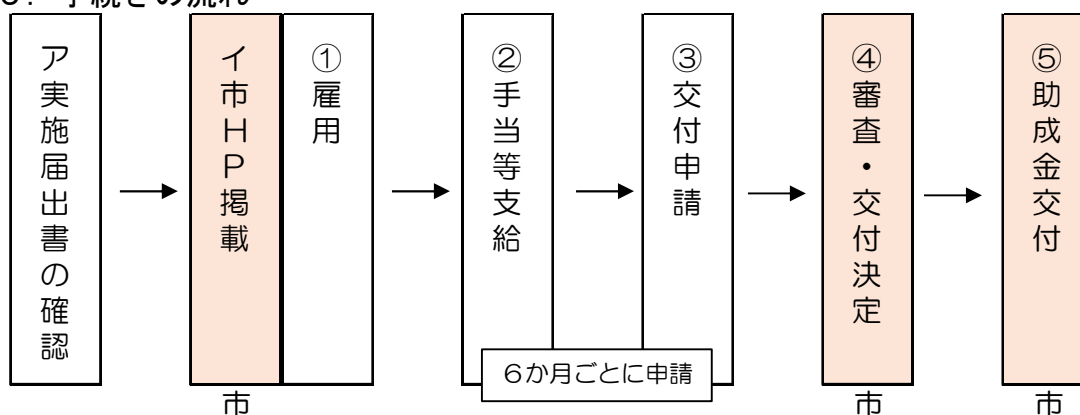 手続きの流れ
ア実施届出書の確認
イ市HP掲載
①雇用
②手当等支給
③交付申請
④審査・交付決定
⑤助成金交付
6か月ごとに申請
市
市
市